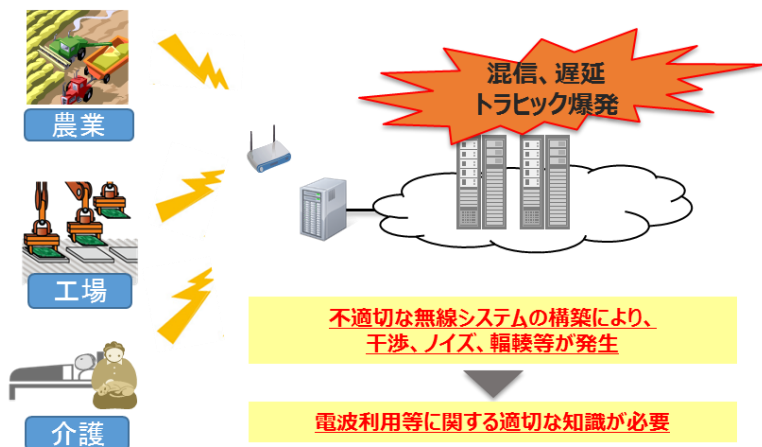 農業
工場
介護
混信、遅延
トラヒック爆発
不適切な無線システムの構築により、
干渉、ノイズ、輻輳等が発生
電波利用等に関する適切な知識が必要